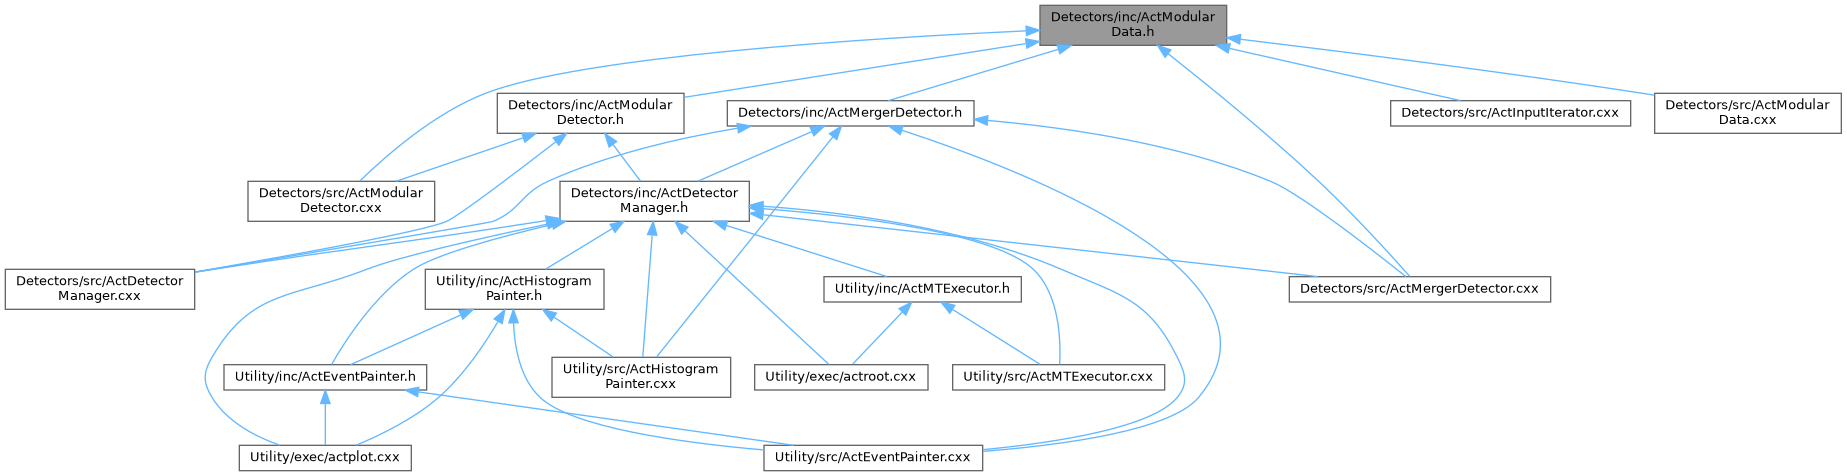 Detectors/inc/ActModular
Data.h
Detectors/inc/ActModular
Detector.h
Detectors/inc/ActMergerDetector.h
Detectors/src/ActInputIterator.cxx
Detectors/src/ActModular
Data.cxx
Detectors/src/ActModular
Detector.cxx
Detectors/inc/ActDetector
Manager.h
Detectors/src/ActDetector
Manager.cxx
Utility/inc/ActHistogram
Painter.h
Utility/inc/ActMTExecutor.h
Detectors/src/ActMergerDetector.cxx
Utility/inc/ActEventPainter.h
Utility/src/ActHistogram
Painter.cxx
Utility/exec/actroot.cxx
Utility/src/ActMTExecutor.cxx
Utility/exec/actplot.cxx
Utility/src/ActEventPainter.cxx